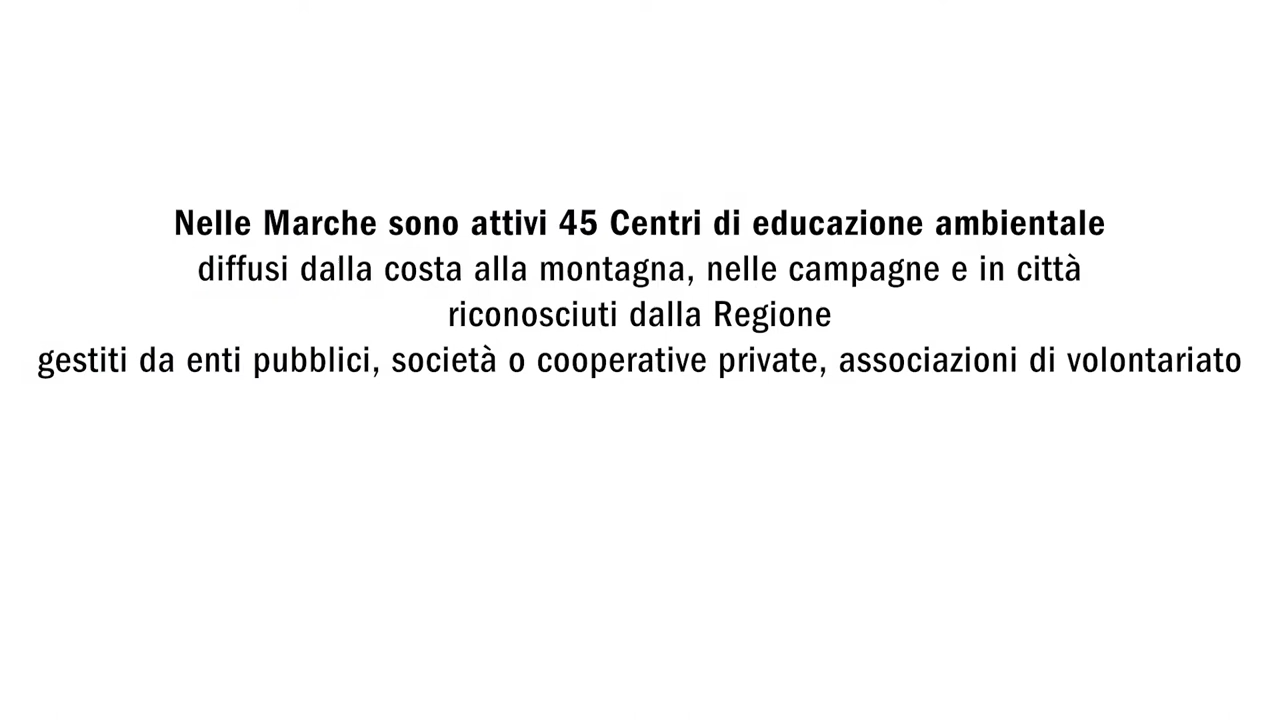 Nelle Marche sono attivi 45 Centri di educazione ambientale
diffusi dalla costa alla montagna, nelle campagne e in città
riconosciuti dalla Regione
gestiti da enti pubblici, società o cooperative private, associazioni di volontariato